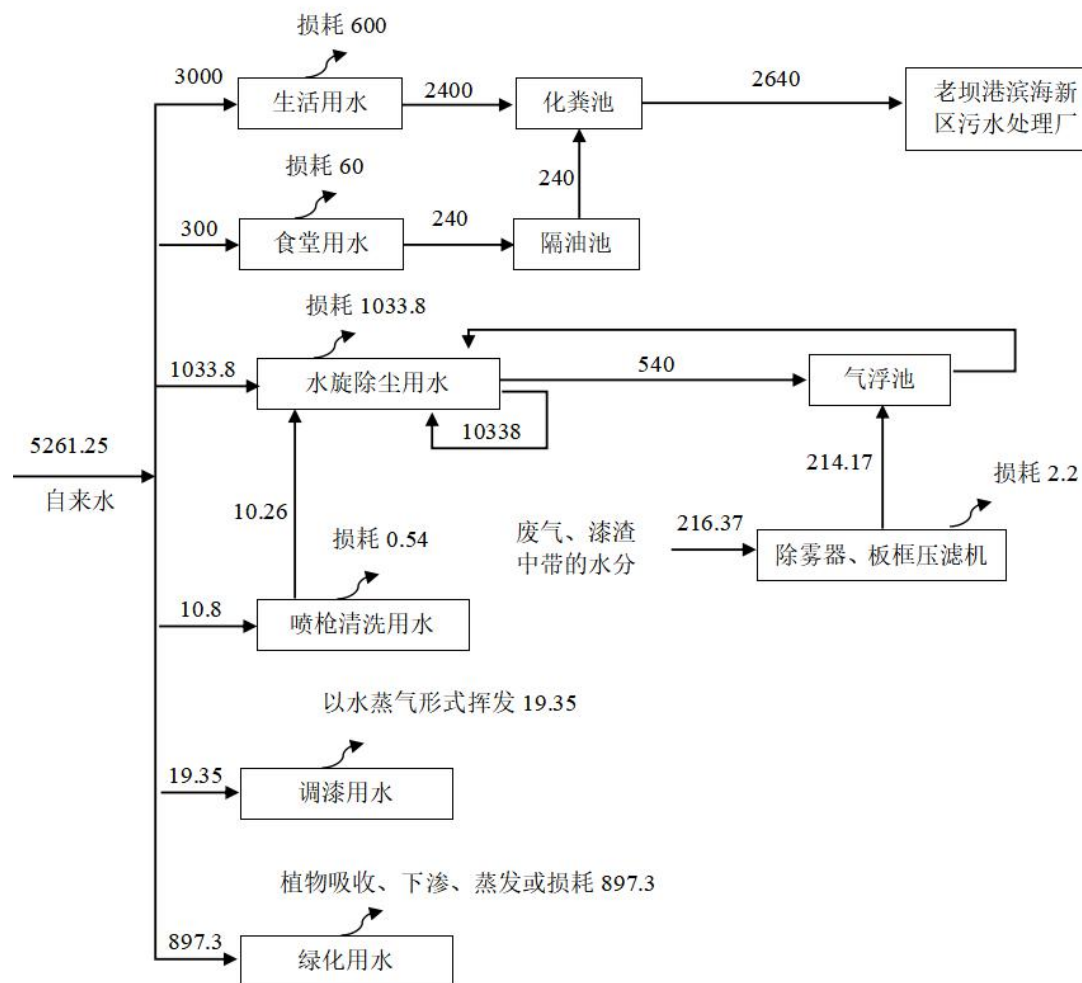 损耗 600
3000
生活用水
2400
化粪池
2640
老坝港滨海新
区污水处理厂
损耗 60
240
300
食堂用水
240
隔油池
损耗 1033.8
1033.8
水旋除尘用水
540
气浮池
10338
5261.25
自来水
10.26
214.17
损耗 2.2
废气、漆渣
中带的水分
216.37
除雾器、板框压滤机
损耗 0.54
10.8
喷枪清洗用水
以水蒸气形式挥发 19.35
19.35
调漆用水
植物吸收、下渗、蒸发或损耗 897.3
897.3
绿化用水